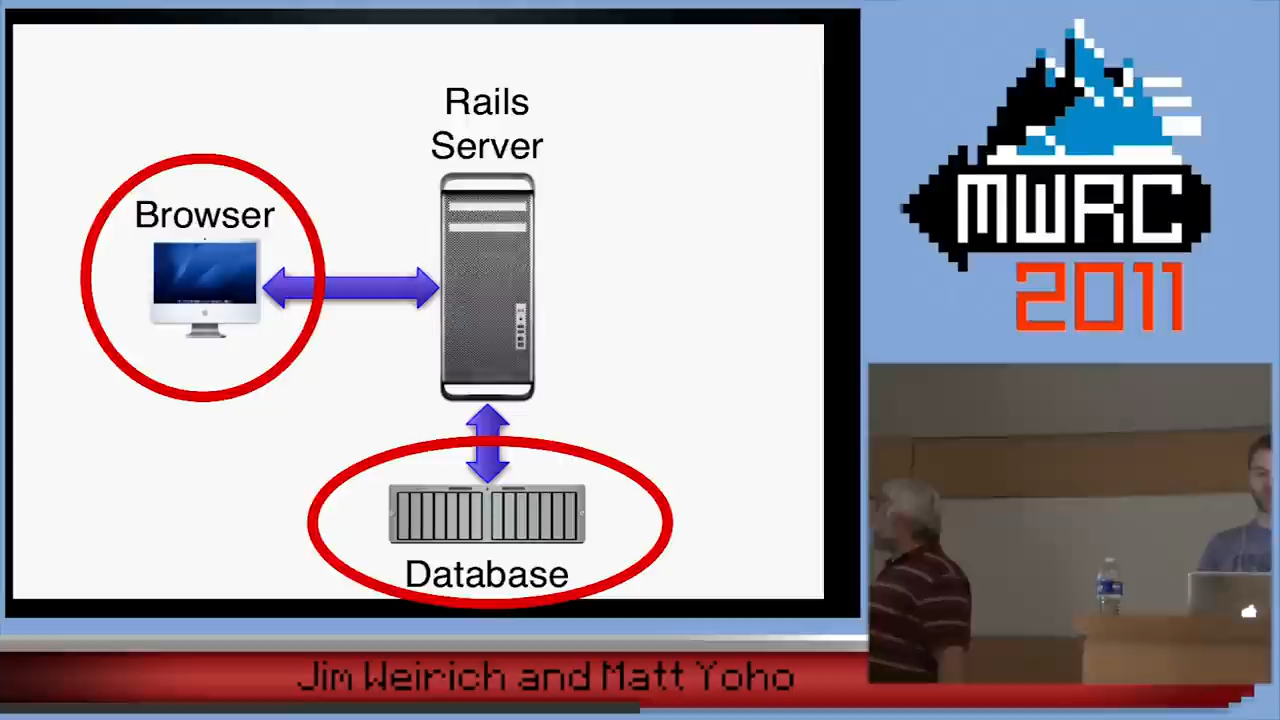 Rails
Server
Browser
Database
MWRC
2011
Jim Weirich and Matt Yoho